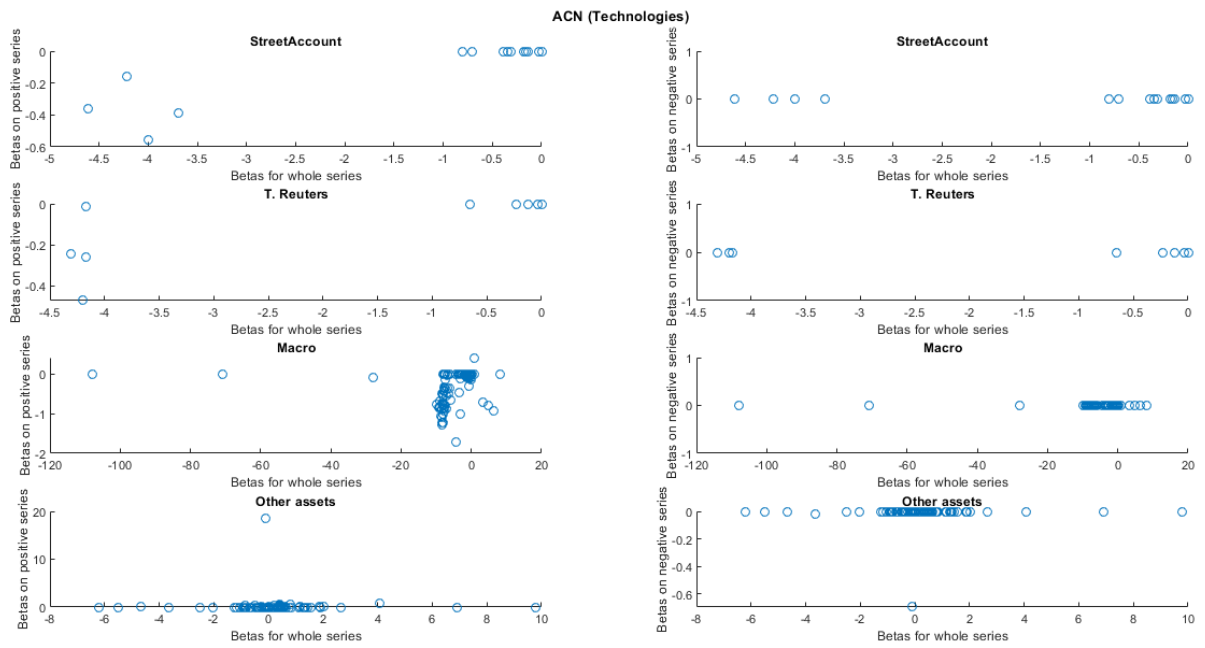 ACN (Technologies)
StreetAccount
Betas on positive series
0
-0.2
-0.4
-0.6
-5 -4.5 -4 -3.5 -3 -2.5 -2 -1.5 -1 -0.5 0
Betas for whole series
StreetAccount
Betas on negative series
1
0
-1
-5 -4.5 -4 -3.5 -3 -2.5 -2 -1.5 -1 -0.5 0
Betas for whole series
T. Reuters
Betas on positive series
0
-0.2
-0.4
-4.5 -4 -3.5 -3 -2.5 -2 -1.5 -1 -0.5 0
Betas for whole series
T. Reuters
Betas on negative series
1
0
-1
-4.5 -4 -3.5 -3 -2.5 -2 -1.5 -1 -0.5 0
Betas for whole series
Macro
Betas on positive series
0
-1
-2
-120 -100 -80 -60 -40 -20 0 20
Betas for whole series
Macro
Betas on negative series
1
0
-1
-120 -100 -80 -60 -40 -20 0 20
Betas for whole series
Other assets
Betas on positive series
20
10
0
-8 -6 -4 -2 0 2 4 6 8 10
Betas for whole series
Other assets
Betas on negative series
0
-0.2
-0.4
-0.6
-8 -6 -4 -2 0 2 4 6 8 10
Betas for whole series